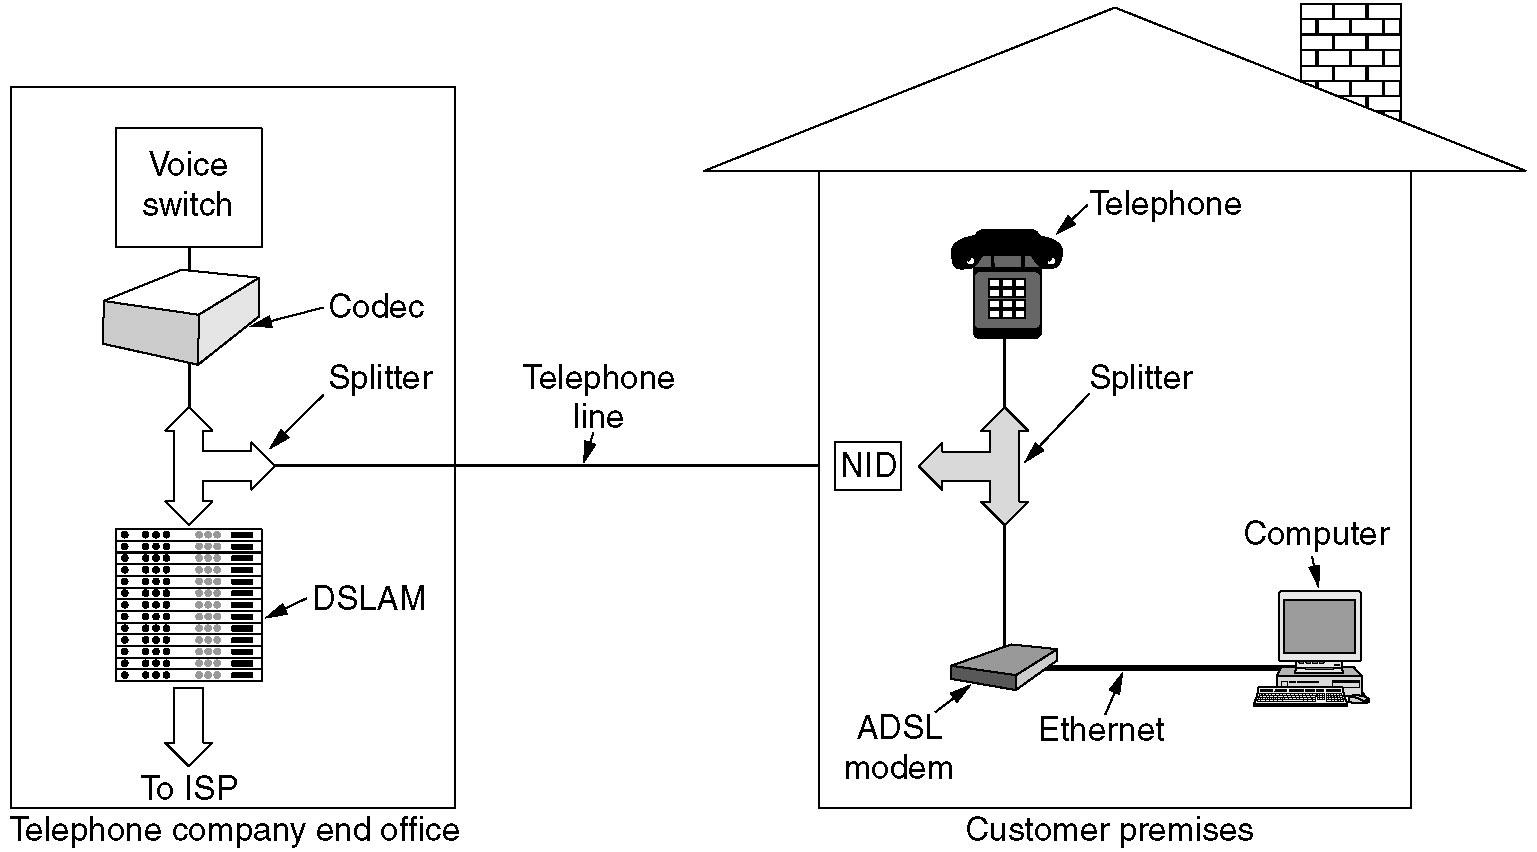 Voice
switch
Codec
Splitter
DSLAM
To ISP
Telephone company end office
Telephone
line
Telephone
Splitter
NID
Computer
ADSL
modem
Ethernet
Customer premises